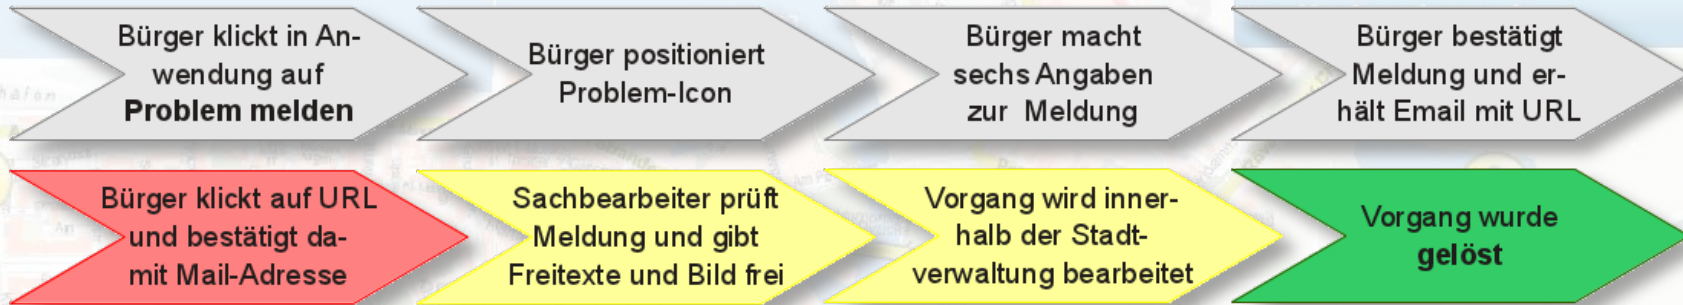 Bürger klickt in An-
wendung auf
Problem melden
Bürger positioniert
Problem-Icon
Bürger macht
sechs Angaben
zur Meldung
Bürger bestätigt
Meldung und er-
hält Email mit URL
Bürger klickt auf URL
und bestätigt da-
mit Mail-Adresse
Sachbearbeiter prüft
Meldung und gibt
Freitexte und Bild frei
Vorgang wird inner-
halb der Stadt-
verwaltung bearbeitet
Vorgang wurde
gelöst